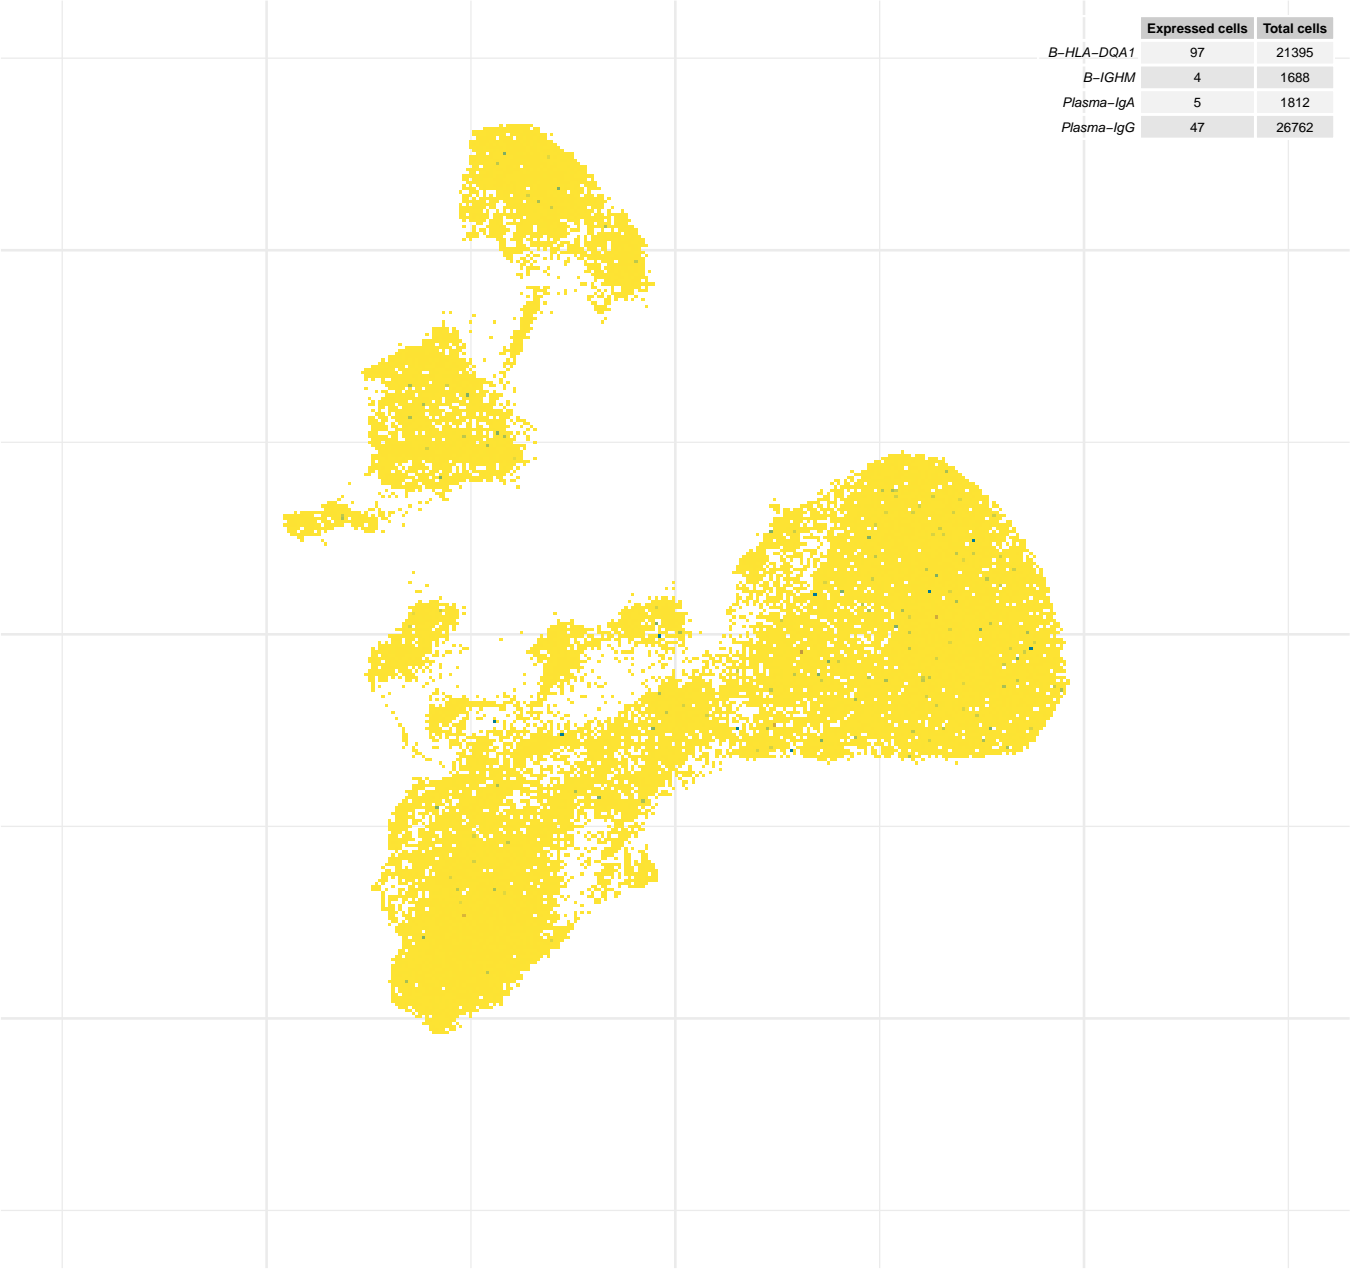 Expressed cells Total cells
B−HLA−DQA1 97 21395
B−IGHM 4 1688
Plasma−IgA 5 1812
Plasma−IgG 47 26762